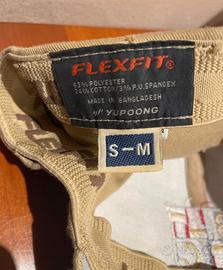 FLEXFIT®
63% POLYESTER
34% COTTON/3% P.U. SPANDEX
MADE IN BANGLADESH
BY YUPOONG
S-M